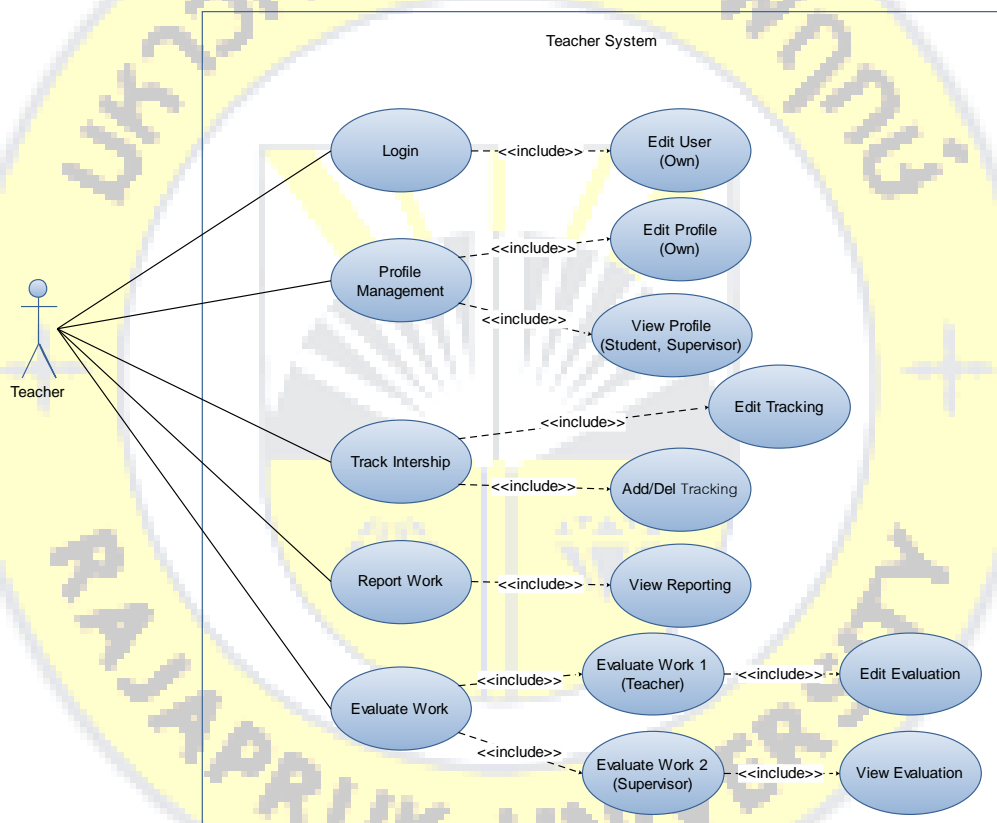 Teacher System
Login
<<include>>
Edit User
(Own)
Profile
Management
<<include>>
Edit Profile
(Own)
<<include>>
View Profile
(Student, Supervisor)
Teacher
Track Intership
<<include>>
Edit Tracking
<<include>>
Add/Del Tracking
Report Work
<<include>>
View Reporting
Evaluate Work
<<include>>
Evaluate Work 1
(Teacher)
<<include>>
Edit Evaluation
<<include>>
Evaluate Work 2
(Supervisor)
<<include>>
View Evaluation
RAJAPRUK UNIVERSITY